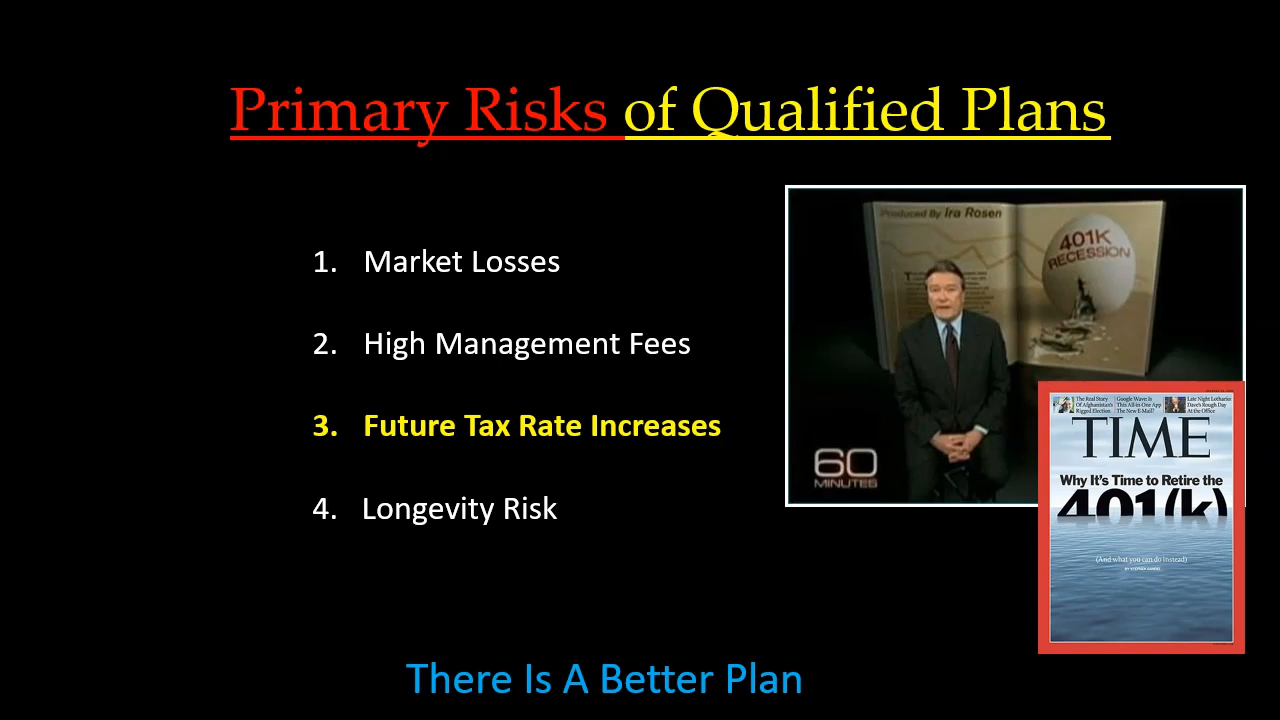 Primary Risks of Qualified Plans
1. Market Losses
2. High Management Fees
3. Future Tax Rate Increases
4. Longevity Risk
Produced By Ira Rosen
401K
RECESSION
60
MINUTES
The Real Story
Of Afghanistan's
Rigged Election
Google Wave: Is
This All-in-One App
The New E-Mail?
Late Night Lothario:
Dave's Rough Day
At the Office
TIME
Why It's Time to Retire the
401(k)
(And what you can do instead)
There Is A Better Plan